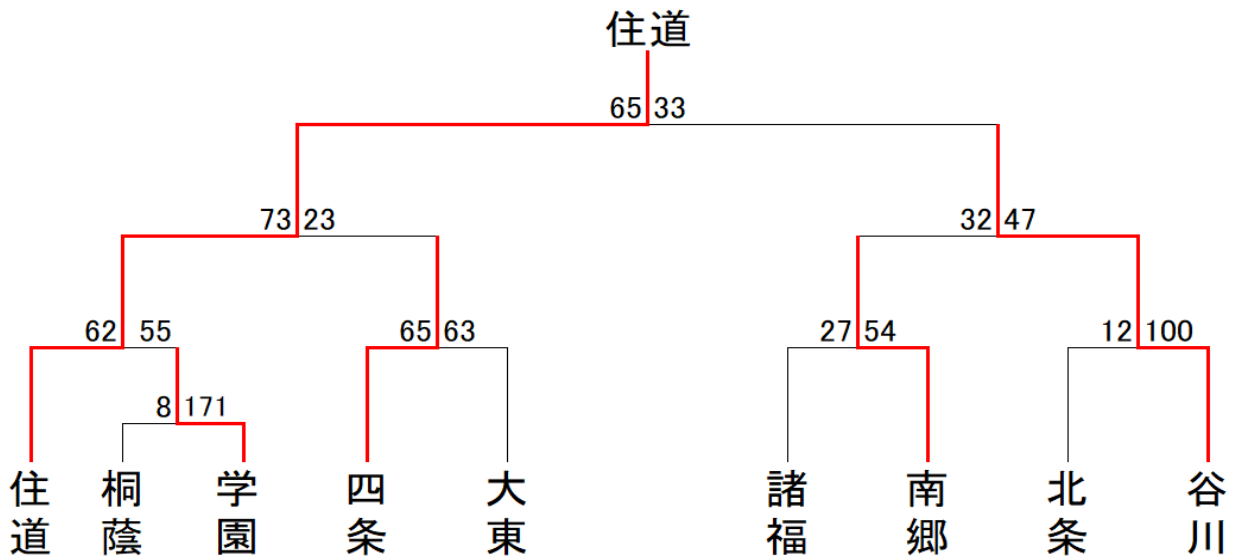 住道
65 33
73 23
32 47
62 55
65 63
27 54
12 100
8 171
住道
桐蔭
学園
四条
大東
諸福
南郷
北条
谷川